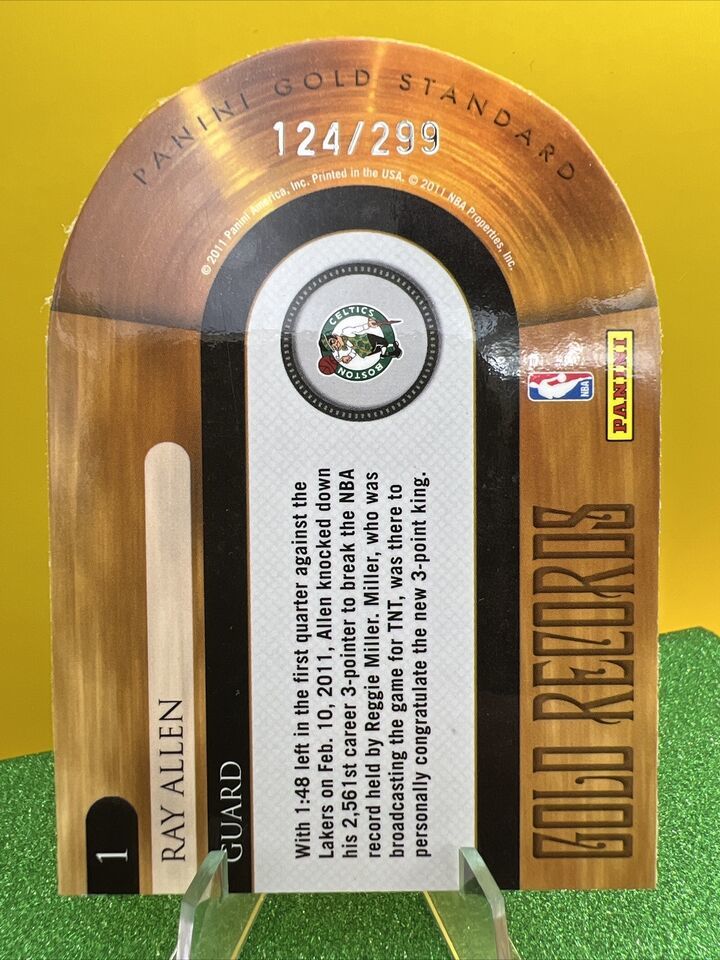 PANINI GOLD STANDARD
124/299
© 2011 Panini America, Inc. Printed in the USA. © 2011 NBA Properties, Inc.
CELTICS
BOSTON
NBA
PANINI
1
RAY ALLEN
GUARD
With 1:48 left in the first quarter against the
Lakers on Feb. 10, 2011, Allen knocked down
his 2,561st career 3-pointer to break the NBA
record held by Reggie Miller. Miller, who was
broadcasting the game for TNT, was there to
personally congratulate the new 3-point king.
GOLD RECORDS